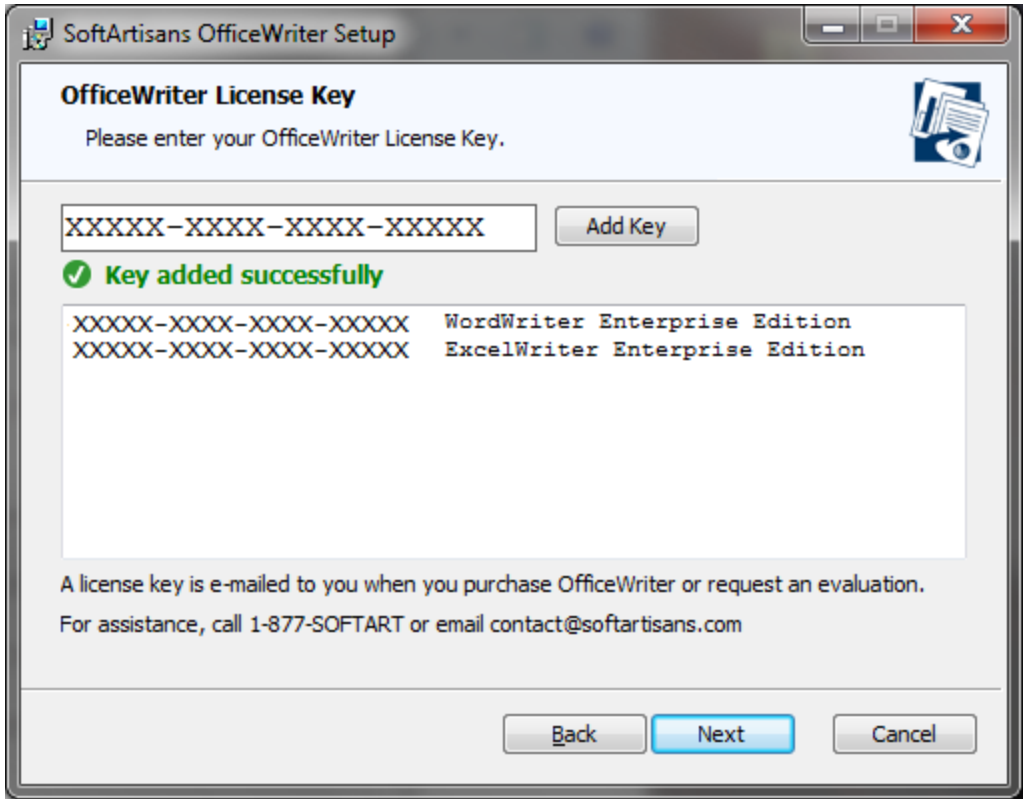 SoftArtisans OfficeWriter Setup
OfficeWriter License Key
Please enter your OfficeWriter License Key.
XXXXX-XXXX-XXXX-XXXXX Add Key
Key added successfully
XXXXX-XXXX-XXXX-XXXXX WordWriter Enterprise Edition
XXXXX-XXXX-XXXX-XXXXX ExcelWriter Enterprise Edition
A license key is e-mailed to you when you purchase OfficeWriter or request an evaluation.
For assistance, call 1-877-SOFTART or email contact@softartisans.com
Back Next Cancel